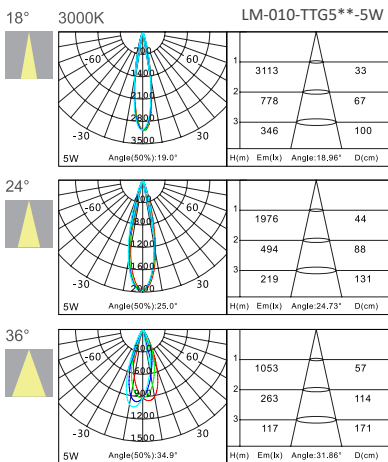 18° 3000K LM-010-TTG5**-5W
700
1400
2100
2800
3500
-60 60
-30 30
5W Angle(50%):19.0°
1 3113 33
2 778 67
3 346 100
H(m) Em(lx) Angle:18.96° D(cm)
24°
400
800
1200
1600
2000
-60 60
-30 30
5W Angle(50%):25.0°
1 1976 44
2 494 88
3 219 131
H(m) Em(lx) Angle:24.73° D(cm)
36°
300
600
900
1200
1500
-60 60
-30 30
5W Angle(50%):34.9°
1 1053 57
2 263 114
3 117 171
H(m) Em(lx) Angle:31.86° D(cm)